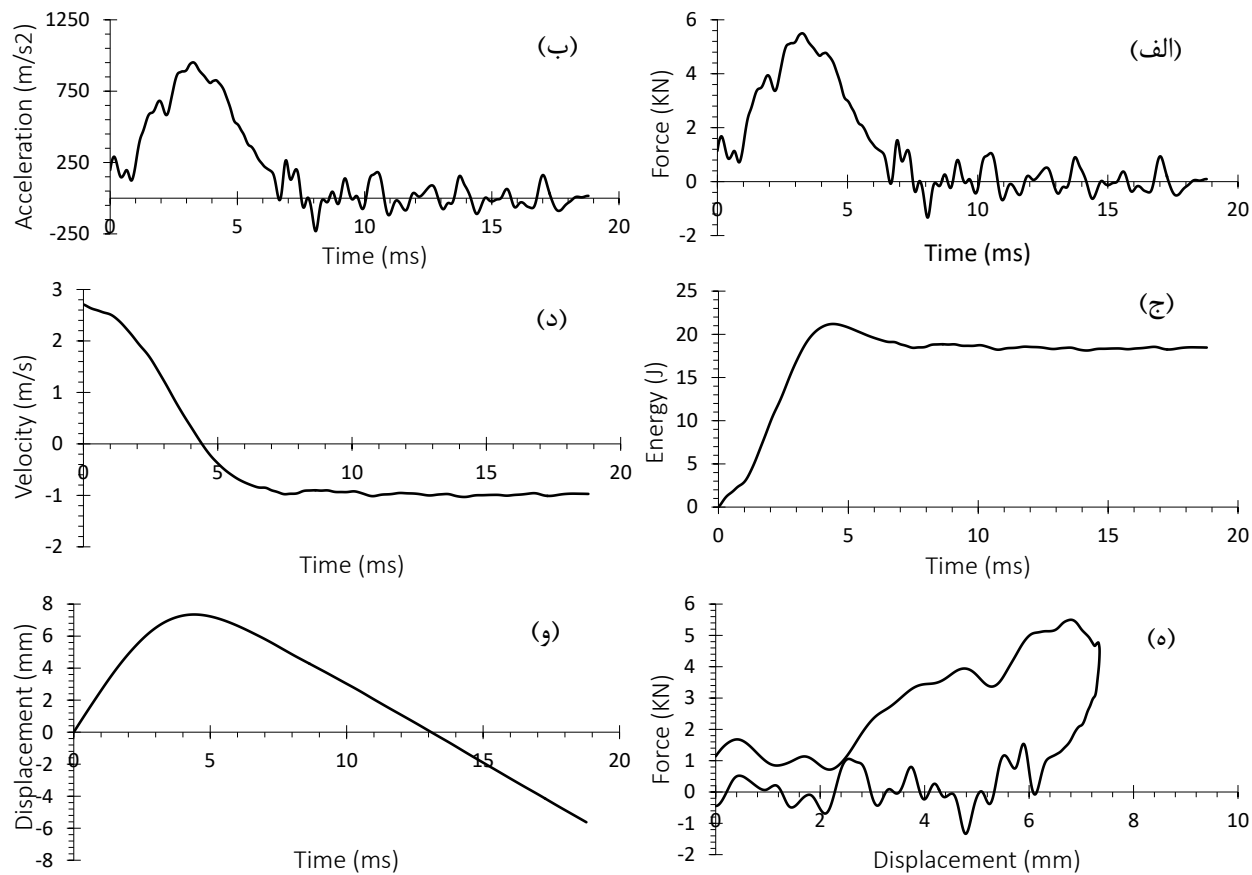 (الف)
Force (KN)
6
4
2
0
-2
0 5 10 15 20
Time (ms)
(ب)
Acceleration (m/s2)
1250
750
250
-250
0 5 10 15 20
Time (ms)
(ج)
Energy (J)
25
20
15
10
5
0
0 5 10 15 20
Time (ms)
(د)
Velocity (m/s)
3
2
1
0
-1
-2
0 5 10 15 20
Time (ms)
(ه)
Force (KN)
6
5
4
3
2
1
0
-1
-2
0 2 4 6 8 10
Displacement (mm)
(و)
Displacement (mm)
8
6
4
2
0
-2
-4
-6
-8
0 5 10 15 20
Time (ms)